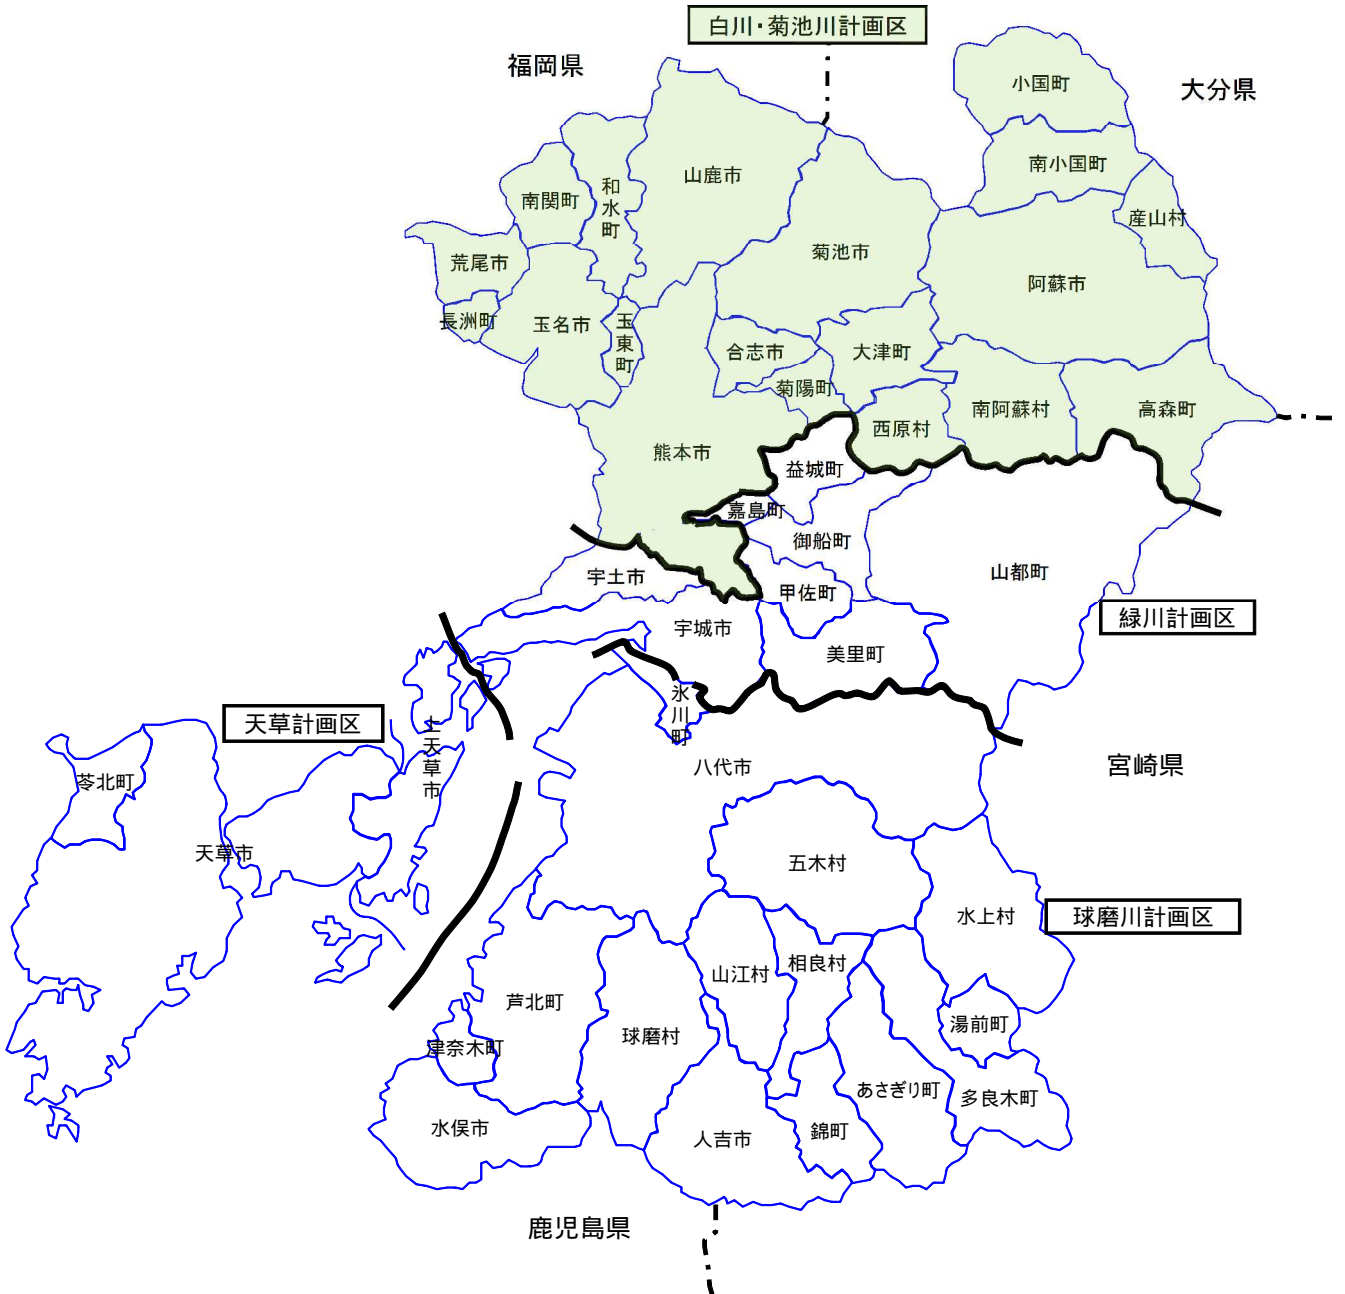 白川・菊池川計画区
福岡県
大分県
小国町
南小国町
産山村
山鹿市
和水町
南関町
菊池市
荒尾市
阿蘇市
長洲町
玉名市
玉東町
合志市
大津町
菊陽町
南阿蘇村
高森町
西原村
熊本市
益城町
嘉島町
御船町
山都町
宇土市
甲佐町
緑川計画区
宇城市
美里町
氷川町
天草計画区
上天草市
苓北町
八代市
宮崎県
天草市
五木村
水上村
球磨川計画区
山江村
相良村
芦北町
球磨村
湯前町
津奈木町
あさぎり町
多良木町
水俣市
人吉市
錦町
鹿児島県